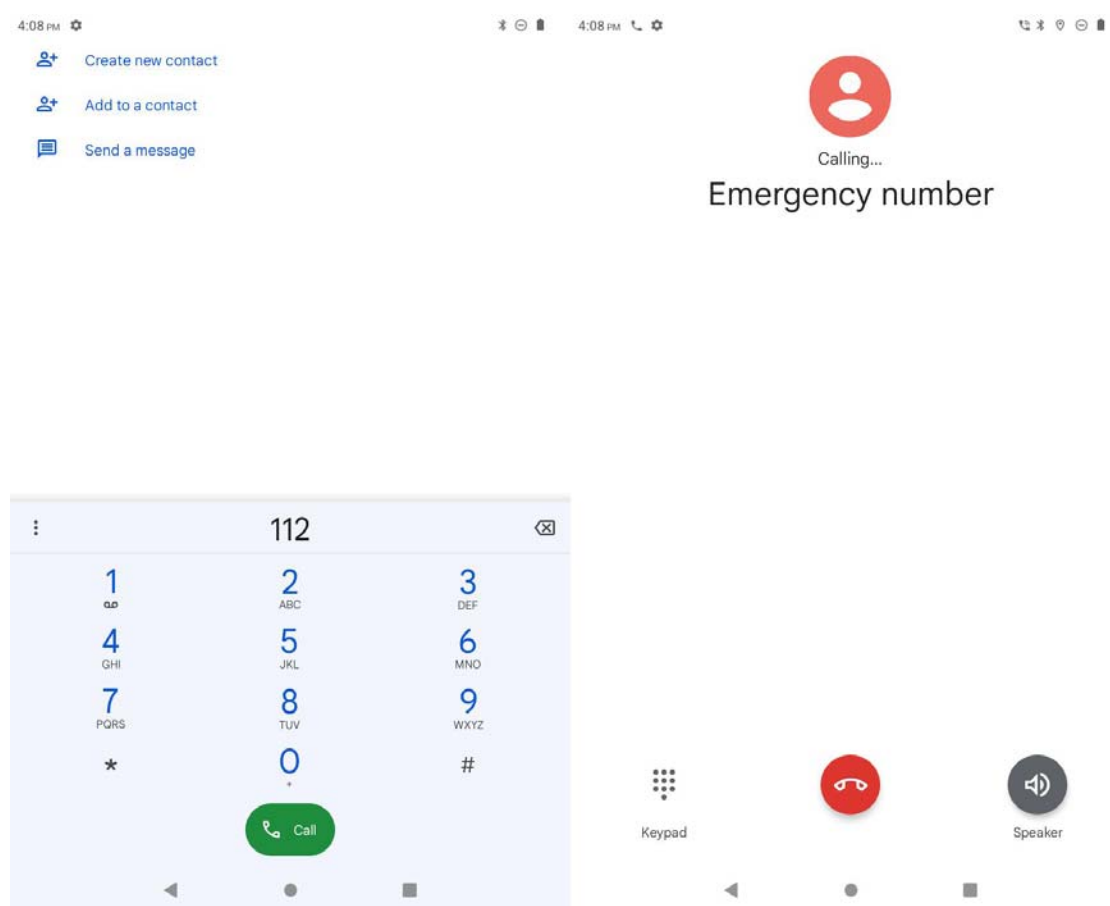 4:08 PM
Create new contact
Add to a contact
Send a message
112
1
2
ABC
3
DEF
4
GHI
5
JKL
6
MNO
7
PQRS
8
TUV
9
WXYZ
*
0
+
#
Call
4:08 PM
Calling...
Emergency number
Keypad
Speaker